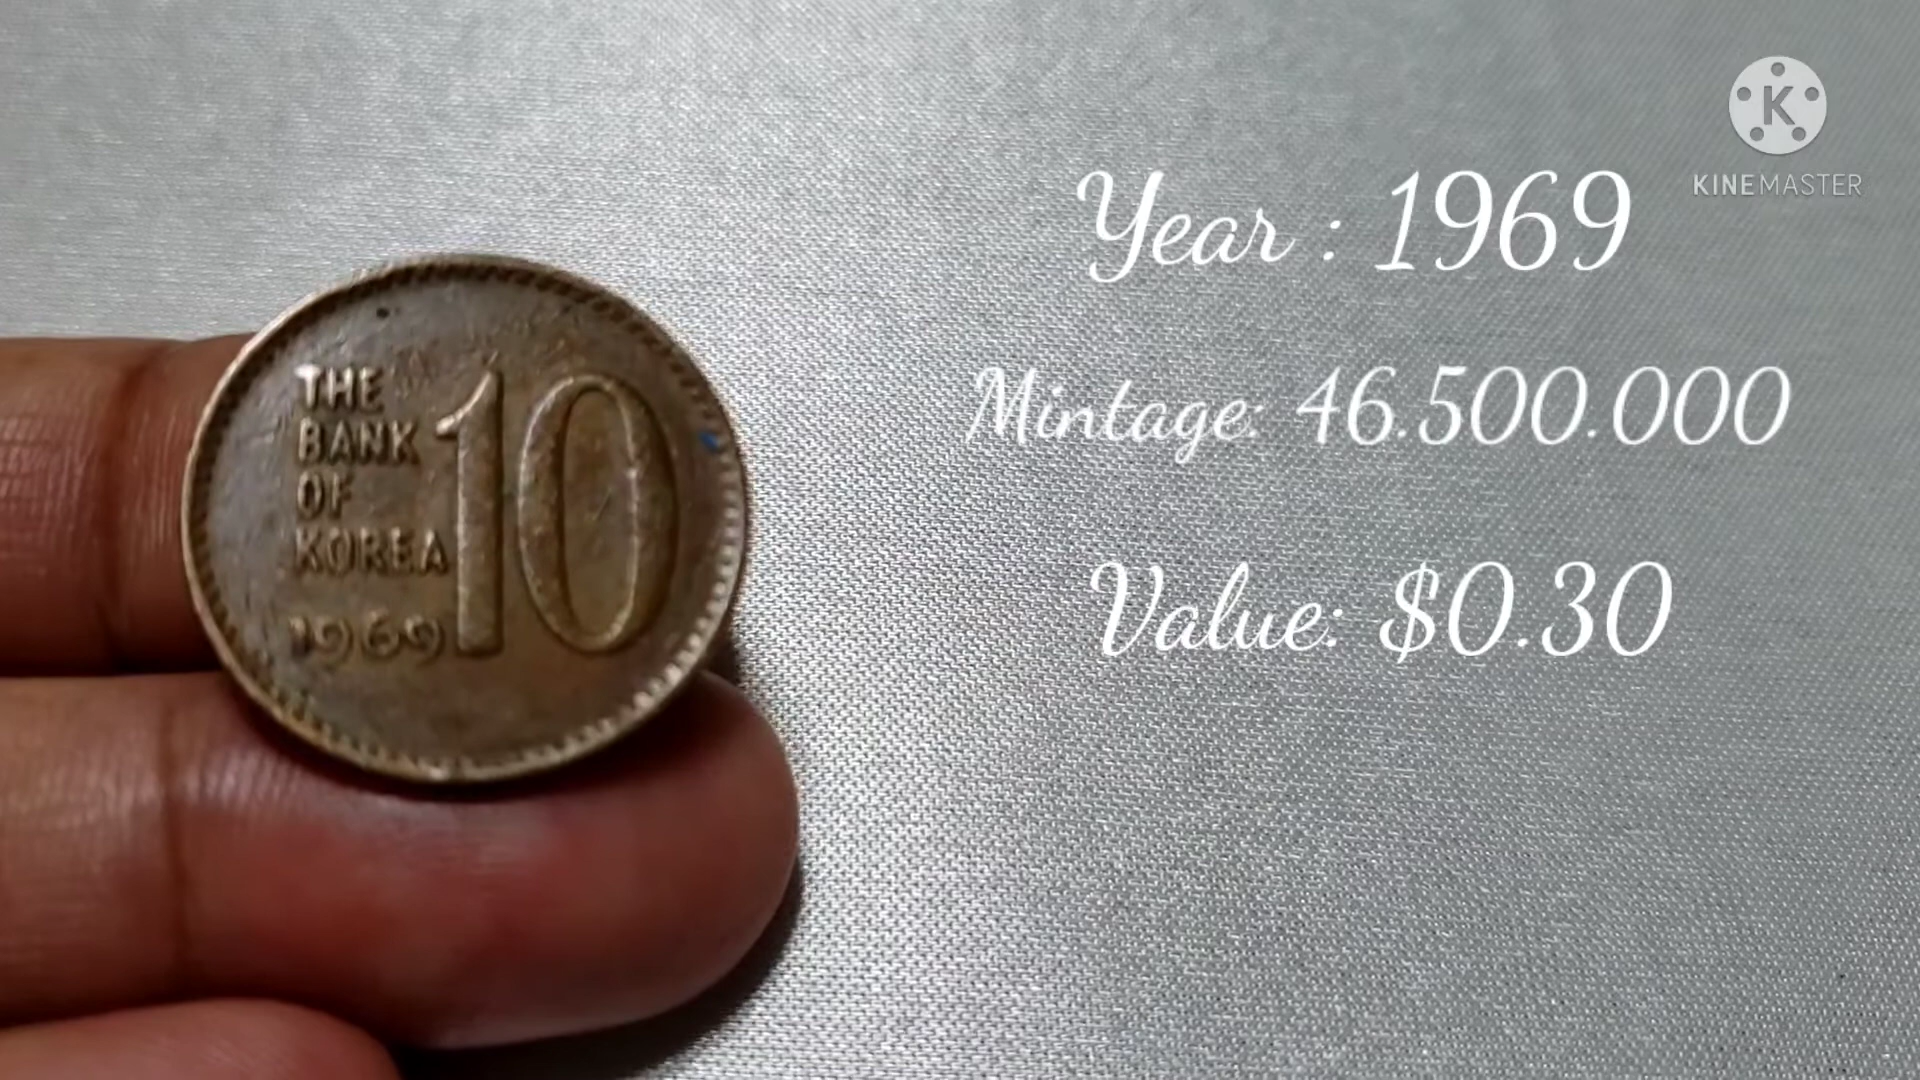 THE
BANK
OF
KOREA
1969
10
K
KINEMASTER
Year : 1969
Mintage: 46.500.000
Value: $0.30